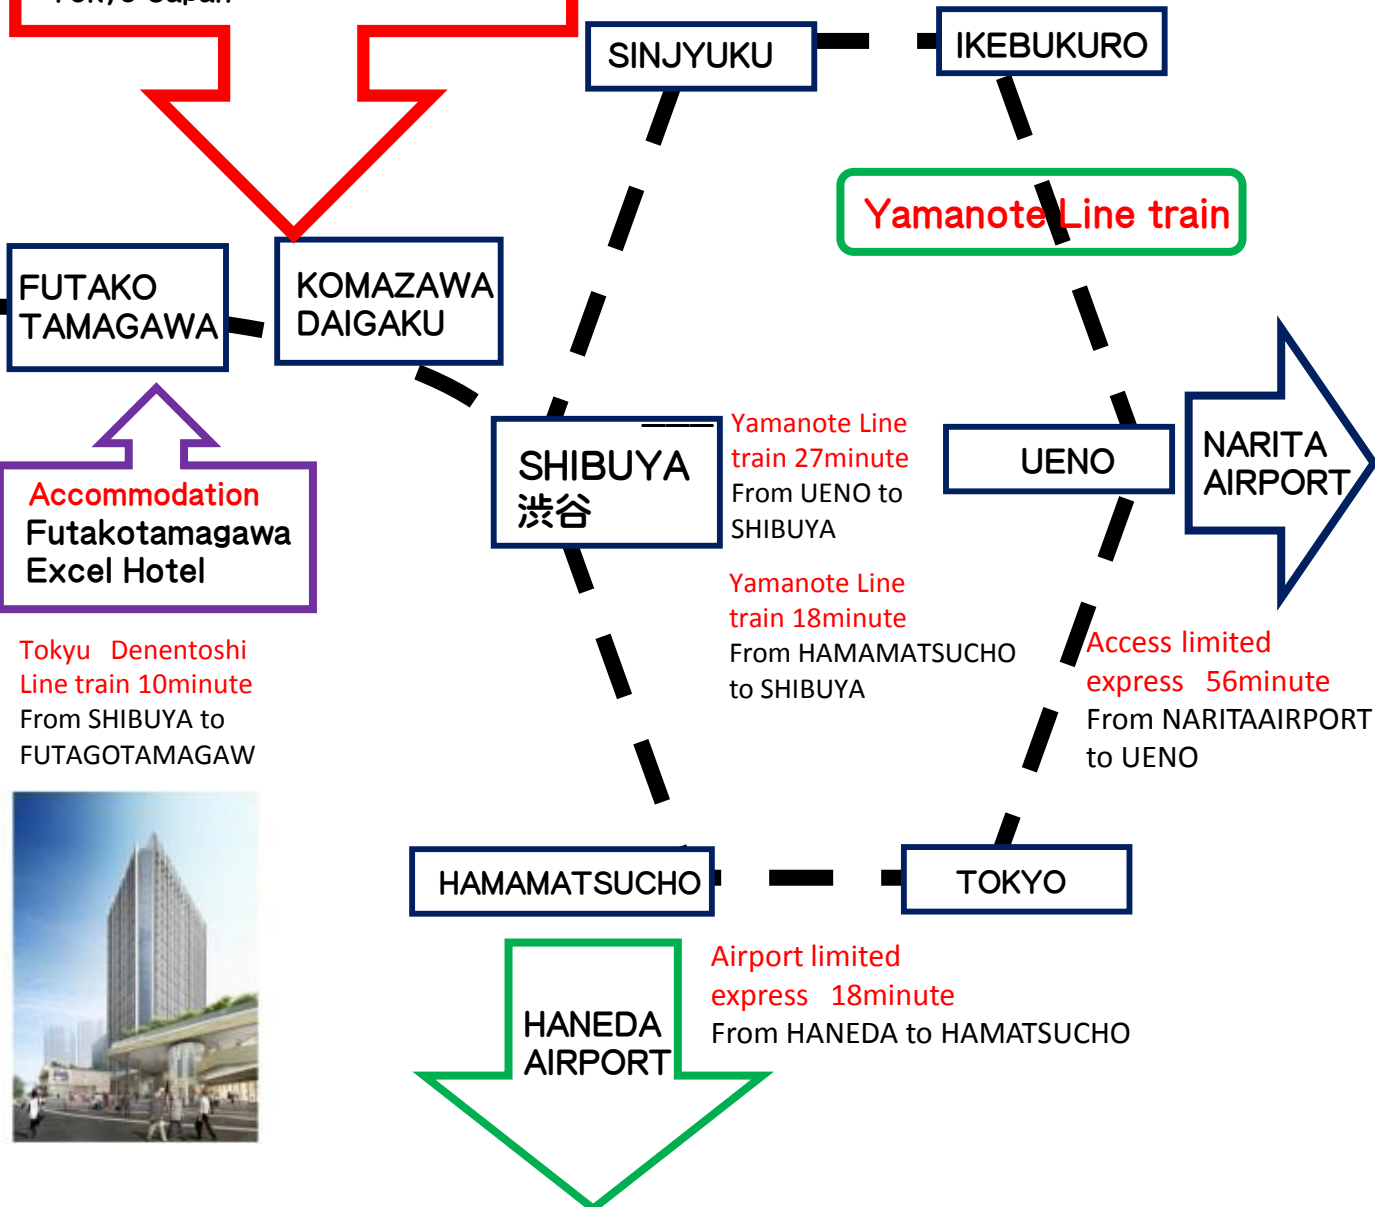 Tokyo Japan
SINJYUKU
IKEBUKURO
Yamanote Line train
FUTAKO
TAMAGAWA
KOMAZAWA
DAIGAKU
SHIBUYA
渋谷
Yamanote Line
train 27minute
From UENO to
SHIBUYA
UENO
NARITA
AIRPORT
Accommodation
Futakotamagawa
Excel Hotel
Yamanote Line
train 18minute
From HAMAMATSUCHO
to SHIBUYA
Tokyu Denentoshi
Line train 10minute
From SHIBUYA to
FUTAGOTAMAGAW
Access limited
express 56minute
From NARITAAIRPORT
to UENO
HAMAMATSUCHO
TOKYO
Airport limited
express 18minute
From HANEDA to HAMATSUCHO
HANEDA
AIRPORT